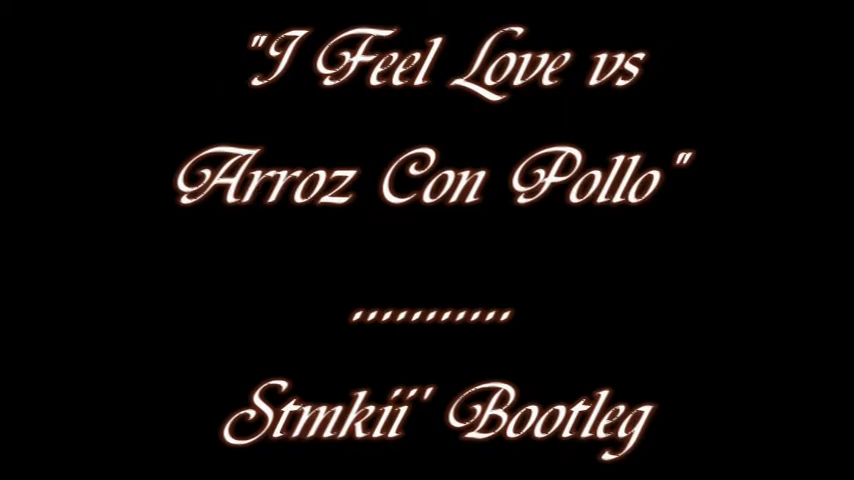 "I Feel Love vs
Arroz Con Pollo"
...........
Stmkii'' Bootleg